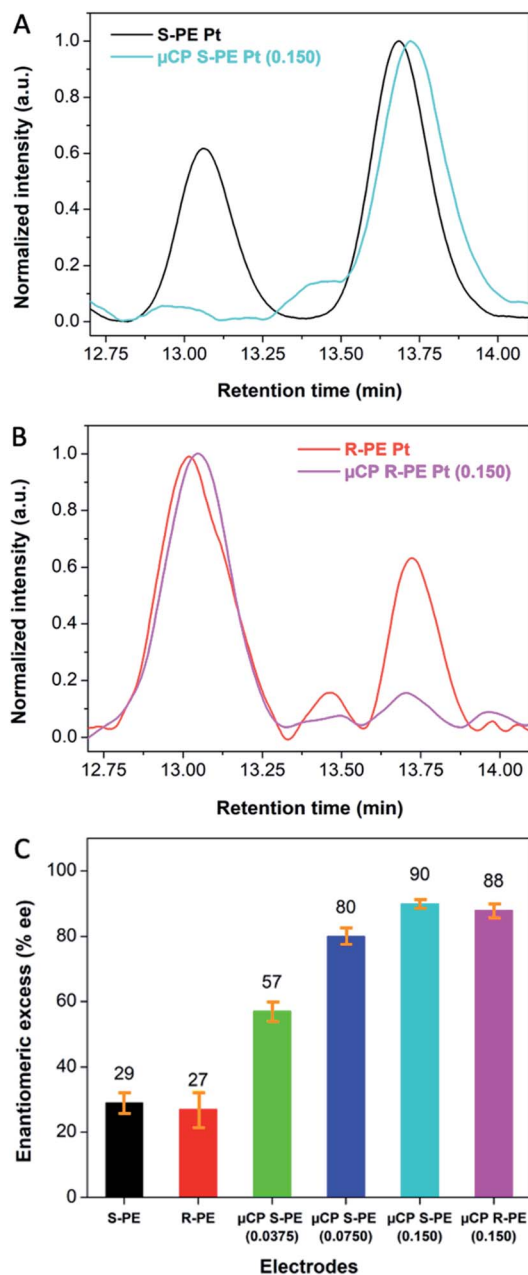 A
S-PE Pt
µCP S-PE Pt (0.150)
1.0
0.8
0.6
0.4
0.2
0.0
Normalized intensity (a.u.)
12.75 13.00 13.25 13.50 13.75 14.00
Retention time (min)
B
R-PE Pt
µCP R-PE Pt (0.150)
1.0
0.8
0.6
0.4
0.2
0.0
Normalized intensity (a.u.)
12.75 13.00 13.25 13.50 13.75 14.00
Retention time (min)
C
100
80
60
40
20
0
Enantiomeric excess (% ee)
29
27
57
80
90
88
S-PE
R-PE
µCP S-PE
(0.0375)
µCP S-PE
(0.0750)
µCP S-PE
(0.150)
µCP R-PE
(0.150)
Electrodes